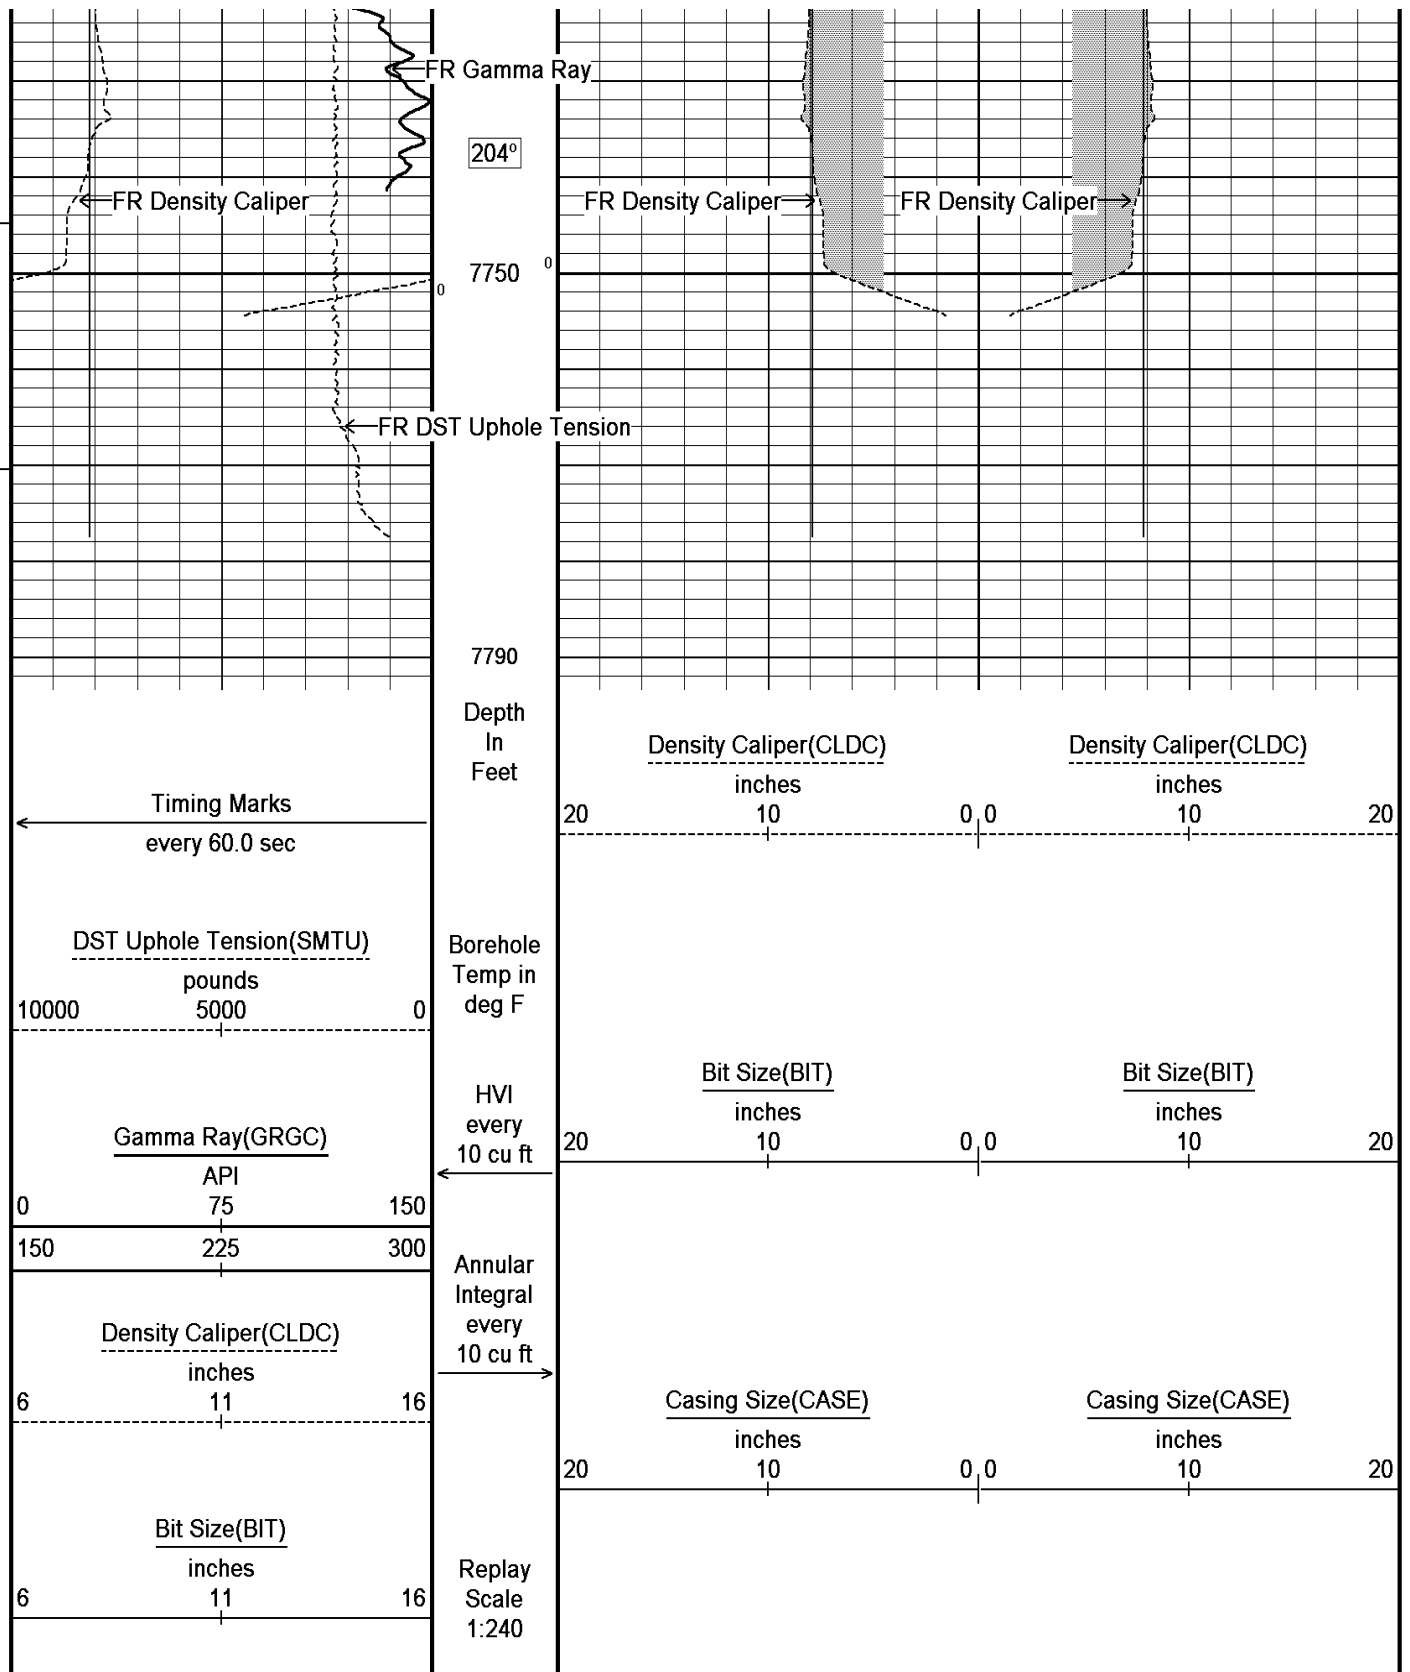 FR Gamma Ray
204°
FR Density Caliper
FR Density Caliper
FR Density Caliper
7750
0
0
FR DST Uphole Tension
7790
Depth
In
Feet
Density Caliper(CLDC)
inches
20 10 0
Density Caliper(CLDC)
inches
0 10 20
Timing Marks
every 60.0 sec
DST Uphole Tension(SMTU)
pounds
10000 5000 0
Borehole
Temp in
deg F
Bit Size(BIT)
inches
20 10 0
Bit Size(BIT)
inches
0 10 20
HVI
every
10 cu ft
Gamma Ray(GRGC)
API
0 75 150
150 225 300
Annular
Integral
every
10 cu ft
Density Caliper(CLDC)
inches
6 11 16
Casing Size(CASE)
inches
20 10 0
Casing Size(CASE)
inches
0 10 20
Bit Size(BIT)
inches
6 11 16
Replay
Scale
1:240